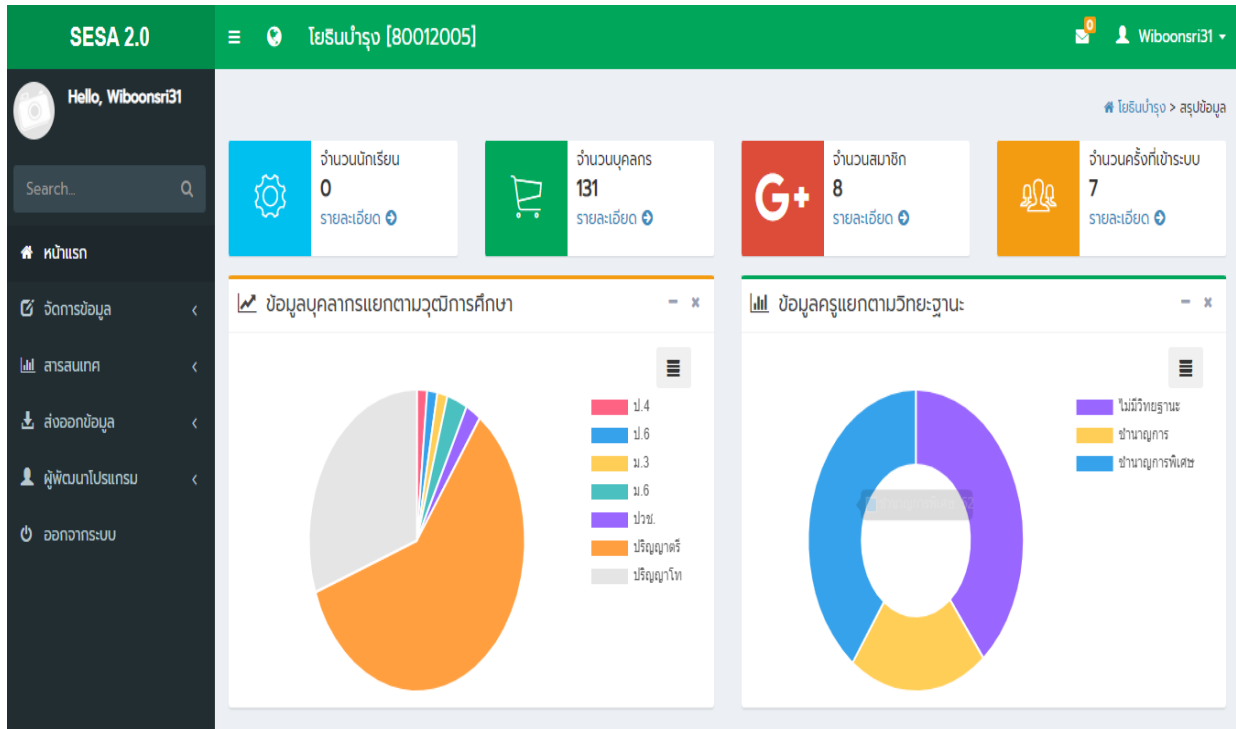 SESA 2.0
โยธินบำรุง [80012005]
0
Wiboonsri31
Hello, Wiboonsri31
โยธินบำรุง > สรุปข้อมูล
Search...
หน้าแรก
จัดการข้อมูล
สารสนเทศ
ส่งออกข้อมูล
ผู้พัฒนาโปรแกรม
ออกจากระบบ
จำนวนนักเรียน
0
รายละเอียด
จำนวนบุคลกร
131
รายละเอียด
G+
จำนวนสมาชิก
8
รายละเอียด
จำนวนครั้งที่เข้าระบบ
7
รายละเอียด
ข้อมูลบุคลากรแยกตามวุฒิการศึกษา
ป.4
ป.6
ม.3
ม.6
ปวช.
ปริญญาตรี
ปริญญาโท
ข้อมูลครูแยกตามวิทยะฐานะ
ไม่มีวิทยฐานะ
ชำนาญการ
ชำนาญการพิเศษ